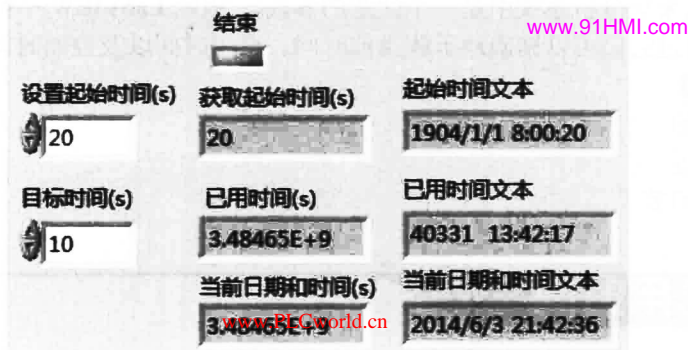 结束
www.91HMI.com
设置起始时间(s)
获取起始时间(s)
起始时间文本
20
20
1904/1/1 8:00:20
目标时间(s)
已用时间(s)
已用时间文本
10
3.48465E+9
40331 13:42:17
当前日期和时间(s)
当前日期和时间文本
3.48465E+9
www.PLCworld.cn
2014/6/3 21:42:36